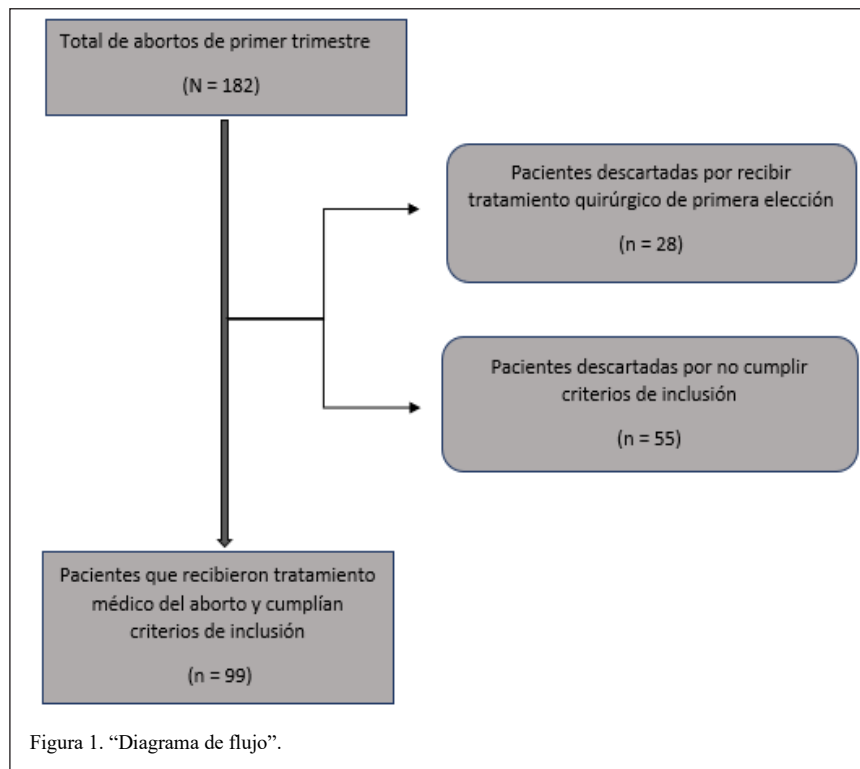 Total de abortos de primer trimestre
(N = 182)
Pacientes descartadas por recibir
tratamiento quirúrgico de primera elección
(n = 28)
Pacientes descartadas por no cumplir
criterios de inclusión
(n = 55)
Pacientes que recibieron tratamiento
médico del aborto y cumplían
criterios de inclusión
(n = 99)
Figura 1. “Diagrama de flujo”.